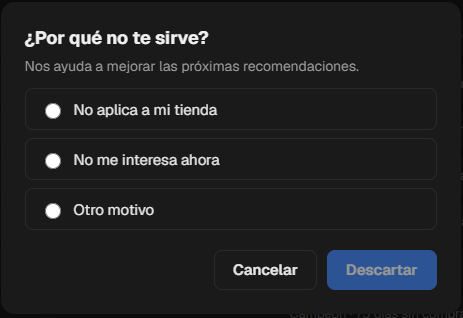 ¿Por qué no te sirve?
Nos ayuda a mejorar las próximas recomendaciones.
No aplica a mi tienda
No me interesa ahora
Otro motivo
Cancelar
Descartar